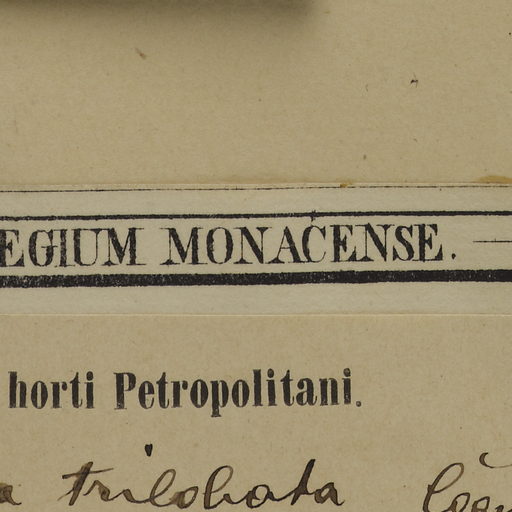 EGIUM MONACENSE.
horti Petropolitani.
a trilobata